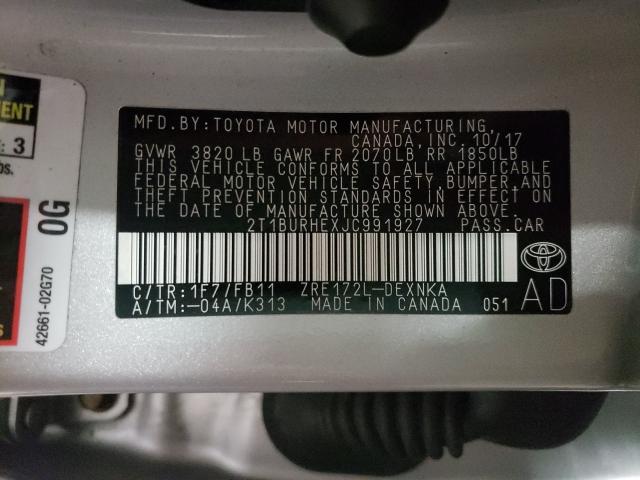 MFD.BY:TOYOTA MOTOR MANUFACTURING,
CANADA, INC. 10/17
GVWR 3820 LB GAWR FR 2070LB RR 1850LB
THIS VEHICLE CONFORMS TO ALL APPLICABLE
FEDERAL MOTOR VEHICLE SAFETY, BUMPER, AND
THEFT PREVENTION STANDARDS IN EFFECT ON
THE DATE OF MANUFACTURE SHOWN ABOVE.
2T1BURHEXJC991927 PASS.CAR
C/TR:1F7/FB11 ZRE172L-DEXNKA
A/TM:-04A/K313 MADE IN CANADA 051
AD
3
0G
42661-02G70